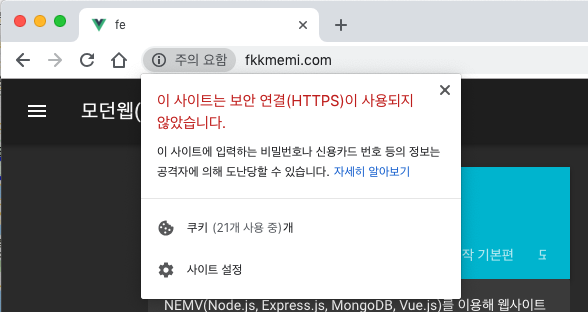 fe
주의 요함
fkkmemi.com
모던웹(
이 사이트는 보안 연결(HTTPS)이 사용되지
않았습니다.
이 사이트에 입력하는 비밀번호나 신용카드 번호 등의 정보는
공격자에 의해 도난당할 수 있습니다. 자세히 알아보기
쿠키 (21개 사용 중)개
사이트 설정
작 기본편
NEMV(Node.js, Express.js, MongoDB, Vue.js)를 이용해 웹사이트